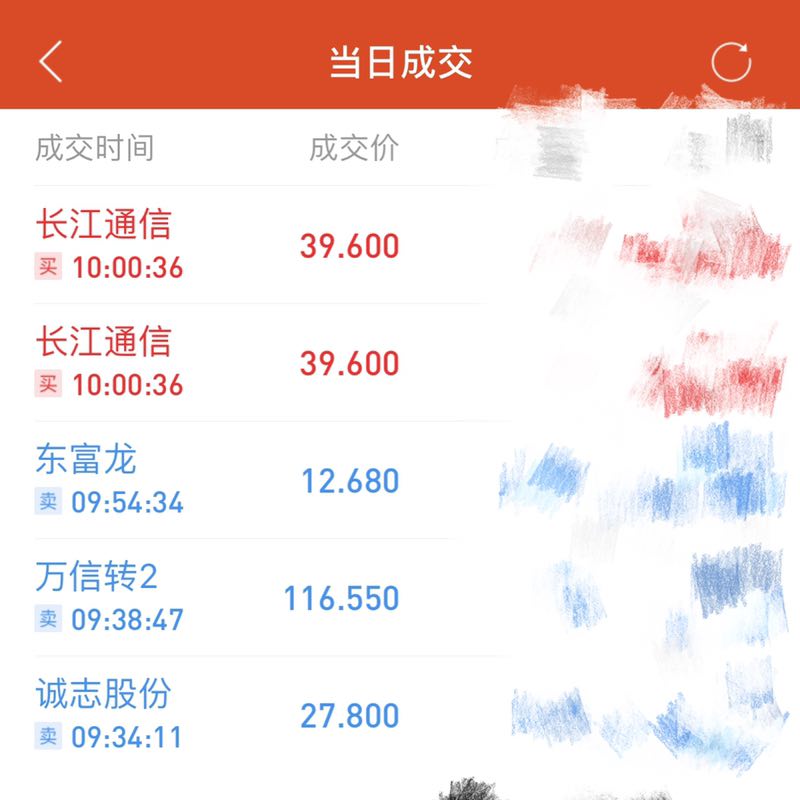 当日成交
成交时间 成交价
长江通信
买 10:00:36 39.600
长江通信
买 10:00:36 39.600
东富龙
卖 09:54:34 12.680
万信转2
卖 09:38:47 116.550
诚志股份
卖 09:34:11 27.800